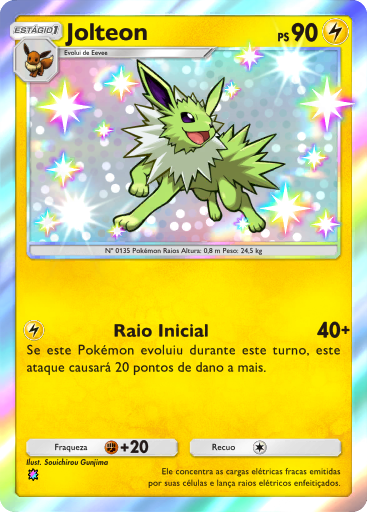 ESTÁGIO 1
Jolteon
PS 90
Evolui de Eevee
Nº 0135 Pokémon Raios Altura: 0,8 m Peso: 24,5 kg
Raio Inicial 40+
Se este Pokémon evoluiu durante este turno, este
ataque causará 20 pontos de dano a mais.
Fraqueza +20 Recuo
Ilust. Souichirou Gunjima
Ele concentra as cargas elétricas fracas emitidas
por suas células e lança raios elétricos enfeitiçados.